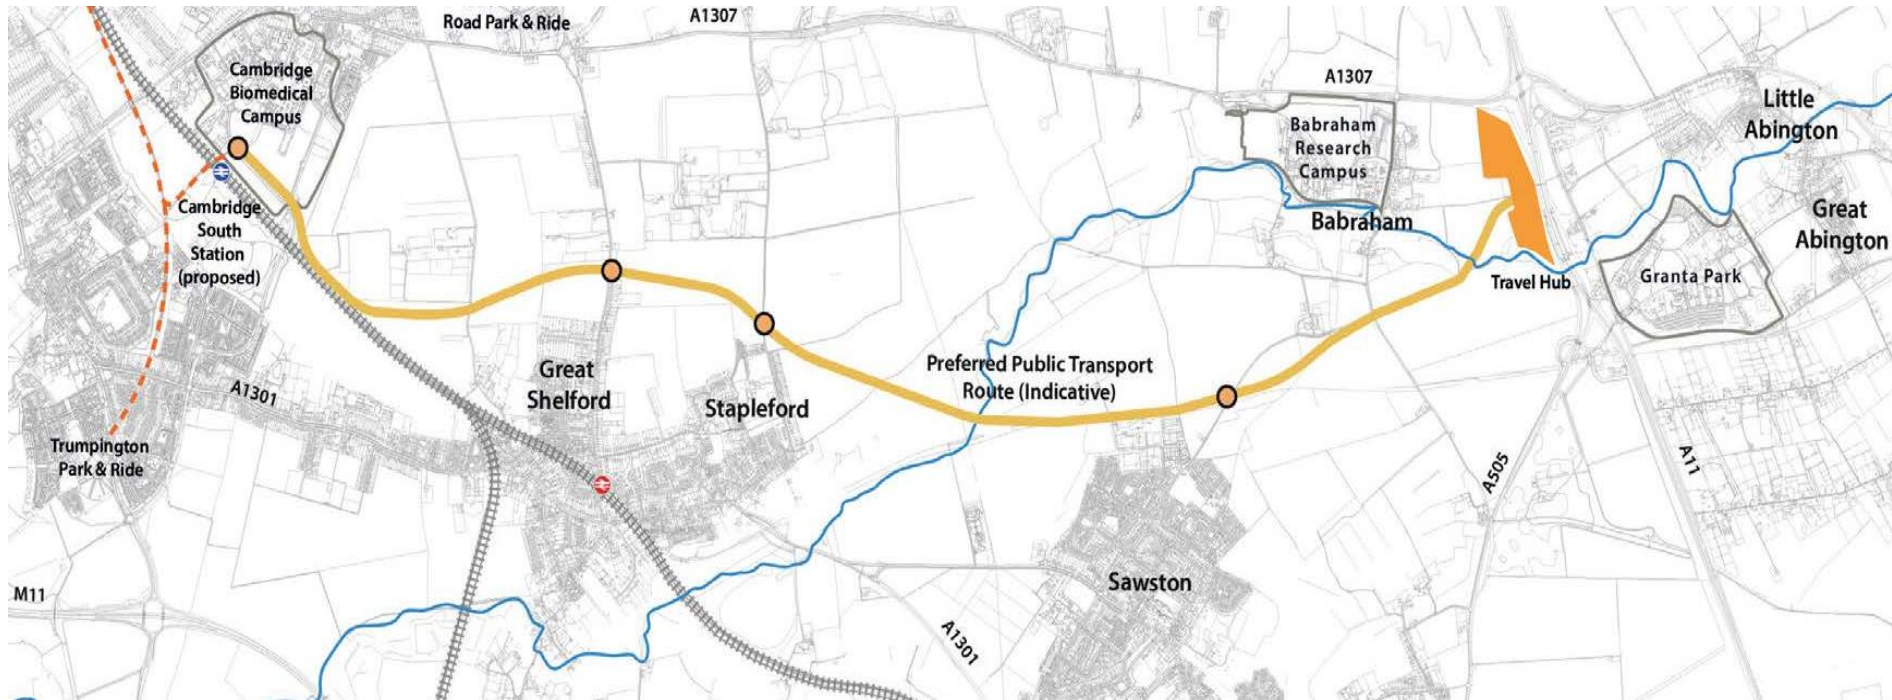 Road Park & Ride
A1307
Cambridge
Biomedical
Campus
A1307
Little
Abington
Babraham
Research
Campus
Cambridge
South
Station
(proposed)
Babraham
Great
Abington
Travel Hub
Granta Park
Great
Shelford
Preferred Public Transport
Route (Indicative)
A1301
Stapleford
Trumpington
Park & Ride
A505
A11
Sawston
M11
A1301